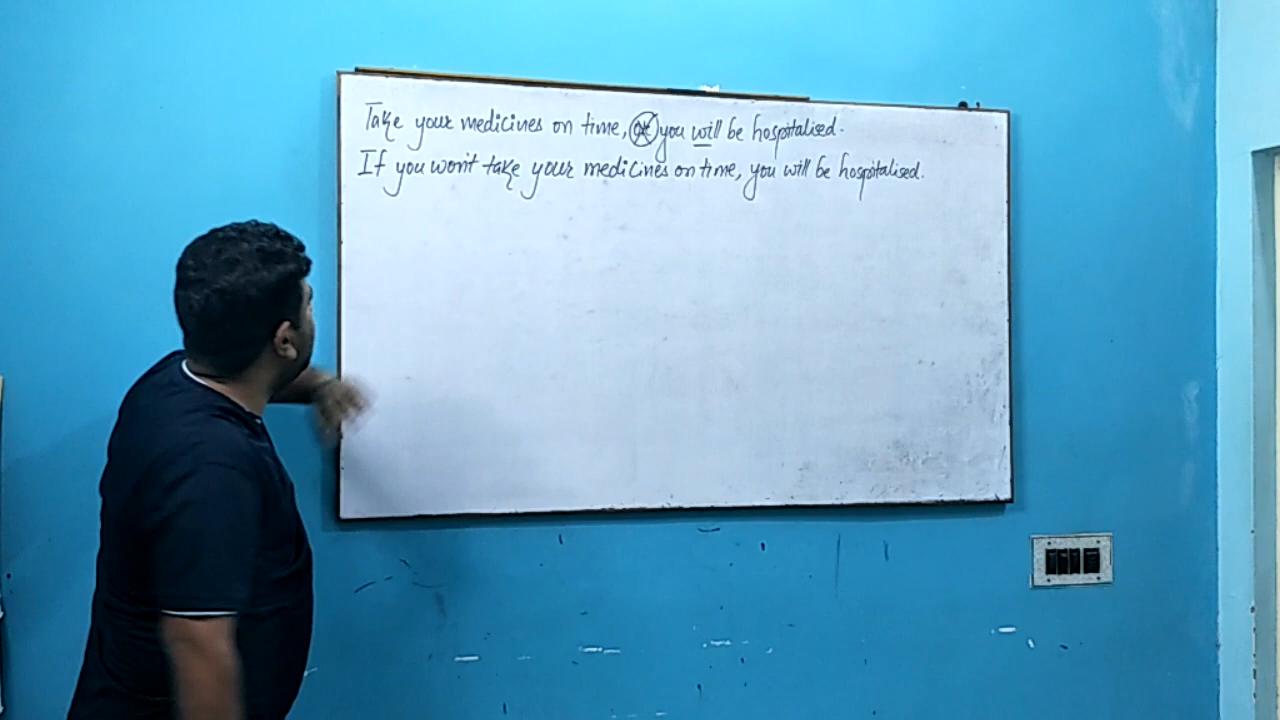 Take your medicines on time, or you will be hospitalised.
If you won't take your medicines on time, you will be hospitalised.